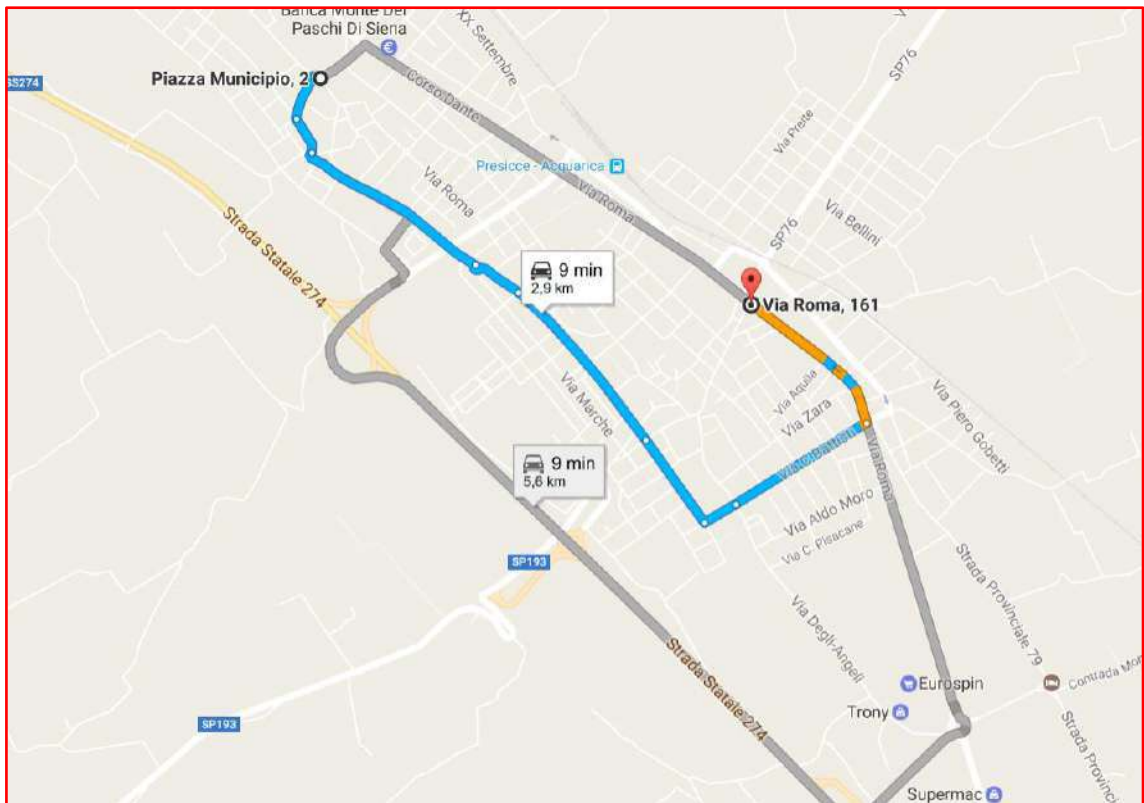 Banca Monte Dei
Paschi Di Siena
XX Settembre
SP76
SS274
Piazza Municipio, 2
Corso Dante
Via Preite
Presicce - Acquarica
Via Roma
Via Roma
Via Bellini
SP76
Strada Statale 274
9 min
2,9 km
Via Roma, 161
Via Aquila
Via Marche
Via Zara
Via Piero Gobetti
9 min
5,6 km
Via Roma
Via Aldo Moro
Via C. Pisacane
SP193
Strada Provinciale 79
Via Degli Angeli
Strada Statale 274
Eurospin
Contrada
Trony
SP193
Strada
Supermac